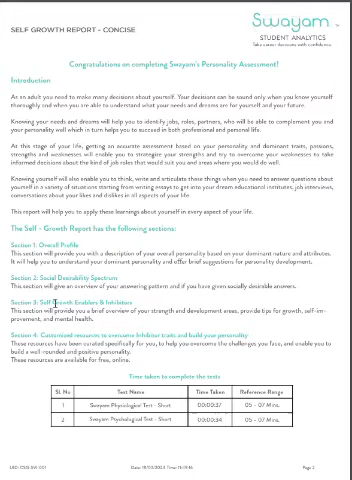 SELF GROWTH REPORT - CONCISE
Swayam
STUDENT ANALYTICS
Take career decisions with confidence
Congratulations on completing Swayam's Personality Assessment!
Introduction
As an adult you need to make many decisions about yourself. Your decisions can be sound only when you know yourself
thoroughly and when you are able to understand what your needs and dreams are for yourself and your future.
Knowing your needs and dreams will help you to identify jobs, roles, partners, who will be able to complement you and
your personality well which in turn helps you to succeed in both professional and personal life.
At this stage of your life, getting an accurate assessment based on your personality and dominant traits, passions,
strengths and weaknesses will enable you to strategize your strengths and try to overcome your weaknesses to take
informed decisions about the kind of job roles that would suit you and areas where you would do well.
Knowing yourself will also enable you to think, write and articulate those things when you need to answer questions about
yourself in a variety of situations starting from writing essays to get into your dream educational institutes, job interviews,
conversations about your likes and dislikes in all aspects of your life.
This report will help you to apply these learnings about yourself in every aspect of your life.
The Self - Growth Report has the following sections:
Section 1: Overall Profile
This section will provide you with a description of your overall personality based on your dominant nature and attributes.
It will help you to understand your dominant personality and offer brief suggestions for personality development.
Section 2: Social Desirability Spectrum
This section will give an overview of your answering pattern and if you have given socially desirable answers.
Section 3: Self Growth Enablers & Inhibitors
This section will provide you a brief overview of your strength and development areas, provide tips for growth, self-im-
provement, and mental health.
Section 4: Customized resources to overcome Inhibitor traits and build your personality
These resources have been curated specifically for you, to help you overcome the challenges you face, and enable you to
build a well-rounded and positive personality.
These resources are available for free, online.
Time taken to complete the tests
Sl. No Test Name Time Taken Reference Range
1 Swayam Physiological Test - Short 00:00:37 05 - 07 Mins.
2 Swayam Psychological Test - Short 00:00:34 05 - 07 Mins.
Page 2